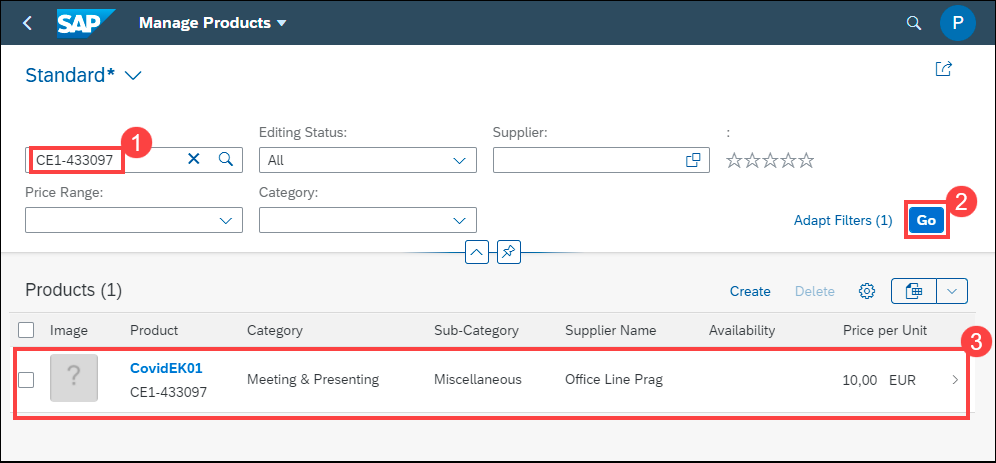 SAP Manage Products P
Standard*
1
CE1-433097
Editing Status:
All
Supplier:
:
Price Range:
Category:
Adapt Filters (1) Go 2
Products (1) Create Delete
Image Product Category Sub-Category Supplier Name Availability Price per Unit
3
? CovidEK01 Meeting & Presenting Miscellaneous Office Line Prag 10,00 EUR
CE1-433097